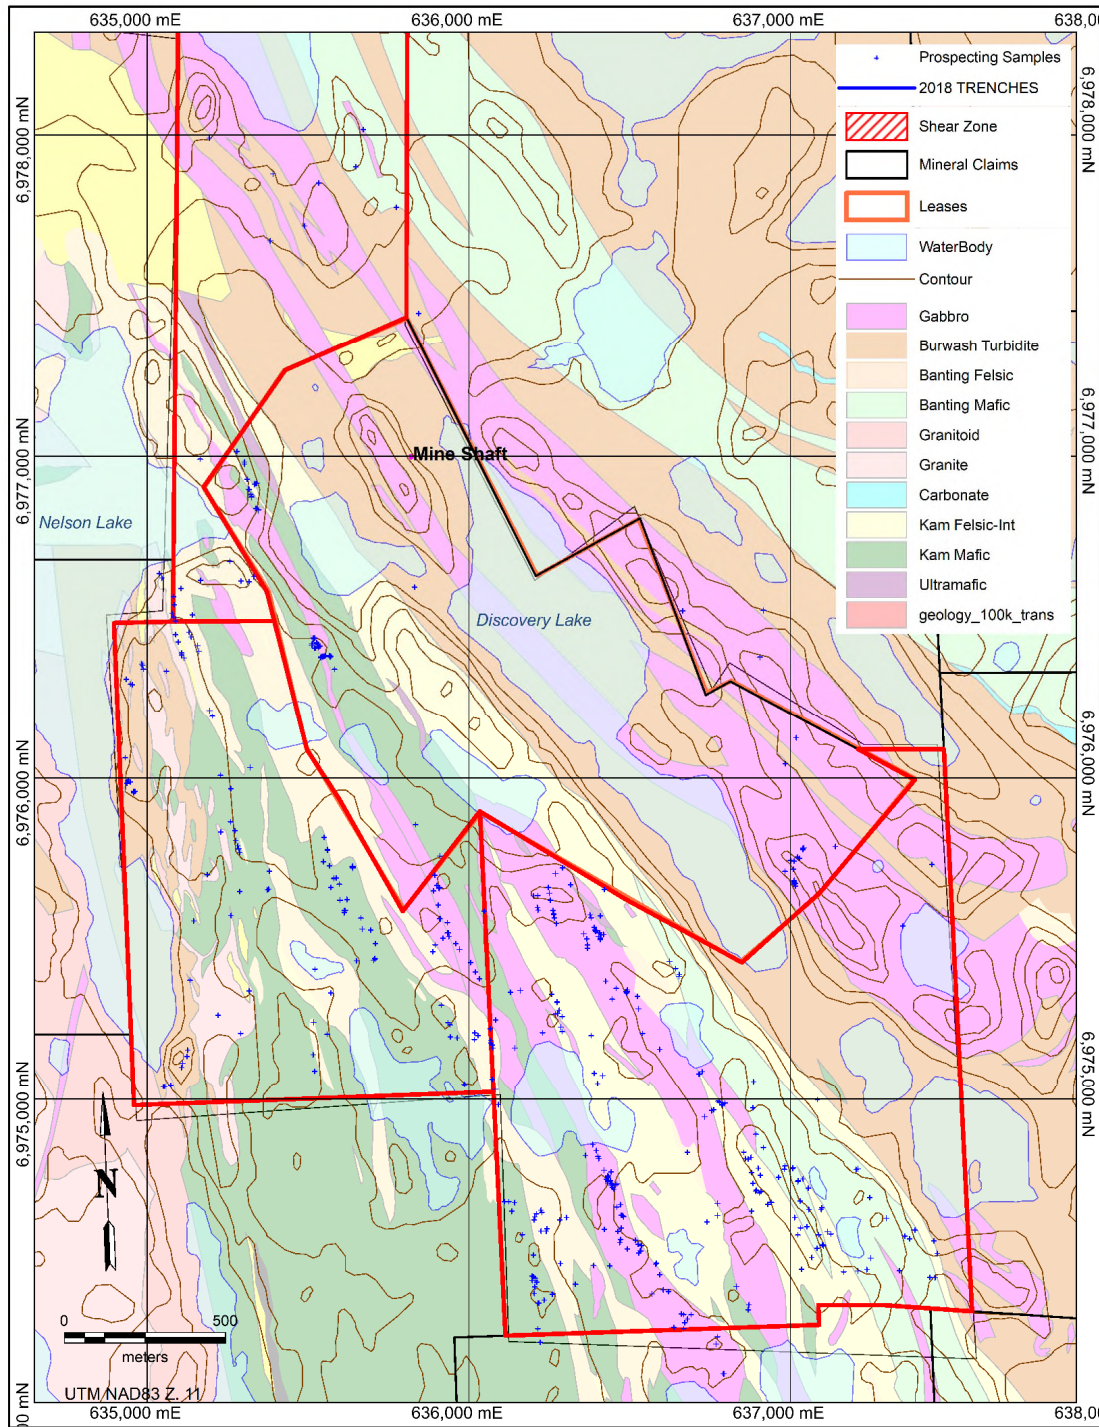 635,000 mE
636,000 mE
637,000 mE
638,0
6,978,000 mN
6,978,000 mN
Prospecting Samples
2018 TRENCHES
Shear Zone
Mineral Claims
Leases
WaterBody
Contour
Gabbro
Burwash Turbidite
Banting Felsic
Banting Mafic
Granitoid
Granite
Carbonate
Kam Felsic-Int
Kam Mafic
Ultramafic
geology_100k_trans
6,977,000 mN
6,977,000 mN
Mine Shaft
Nelson Lake
Discovery Lake
6,976,000 mN
6,976,000 mN
6,975,000 mN
6,975,000 mN
N
0
500
meters
UTM NAD83 Z. 11
00 mN
635,000 mE
636,000 mE
637,000 mE
638,0